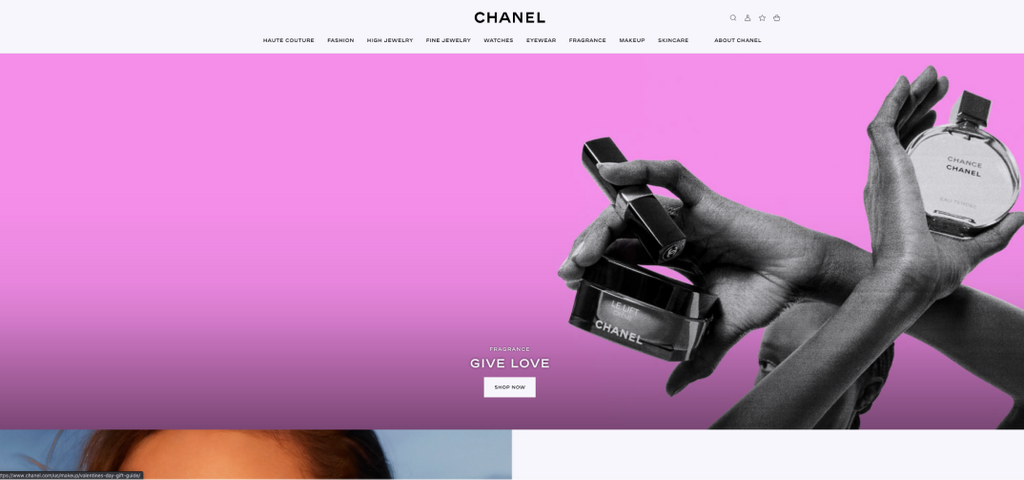 CHANEL
HAUTE COUTURE FASHION HIGH JEWELRY FINE JEWELRY WATCHES EYEWEAR FRAGRANCE MAKEUP SKINCARE ABOUT CHANEL
CHANCE
CHANEL
LE LIFT
CHANEL
FRAGRANCE
GIVE LOVE
SHOP NOW
ttps://www.chanel.com/us/makeup/valentines-day-gift-guide/